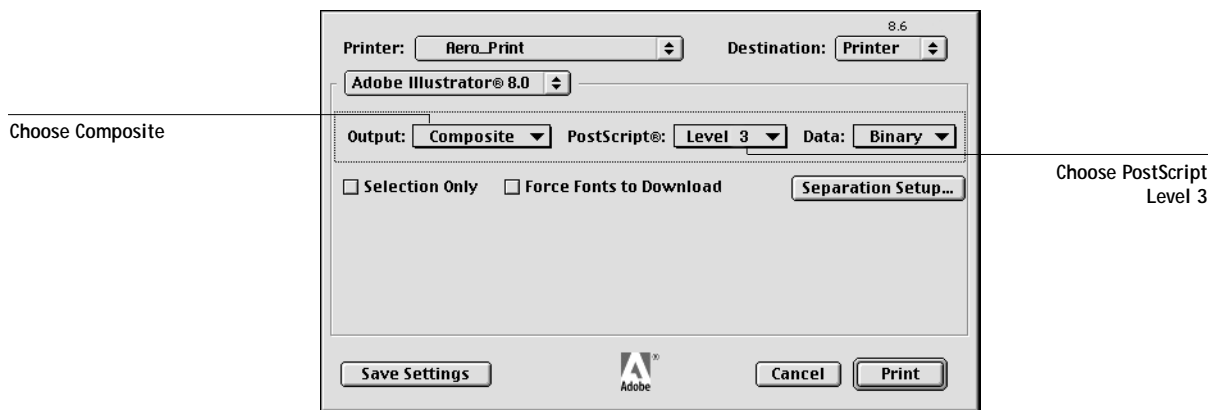 8.6
Printer: Aero_Print Destination: Printer
Adobe Illustrator® 8.0
Choose Composite
Output: Composite PostScript®: Level 3 Data: Binary
Choose PostScript
Level 3
Selection Only Force Fonts to Download Separation Setup...
Save Settings Adobe ® Cancel Print